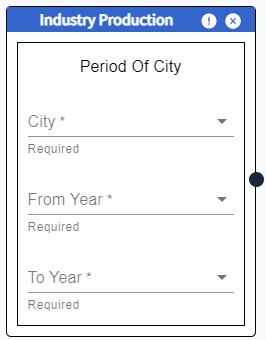 Industry Production
Period Of City
City *
Required
From Year *
Required
To Year *
Required